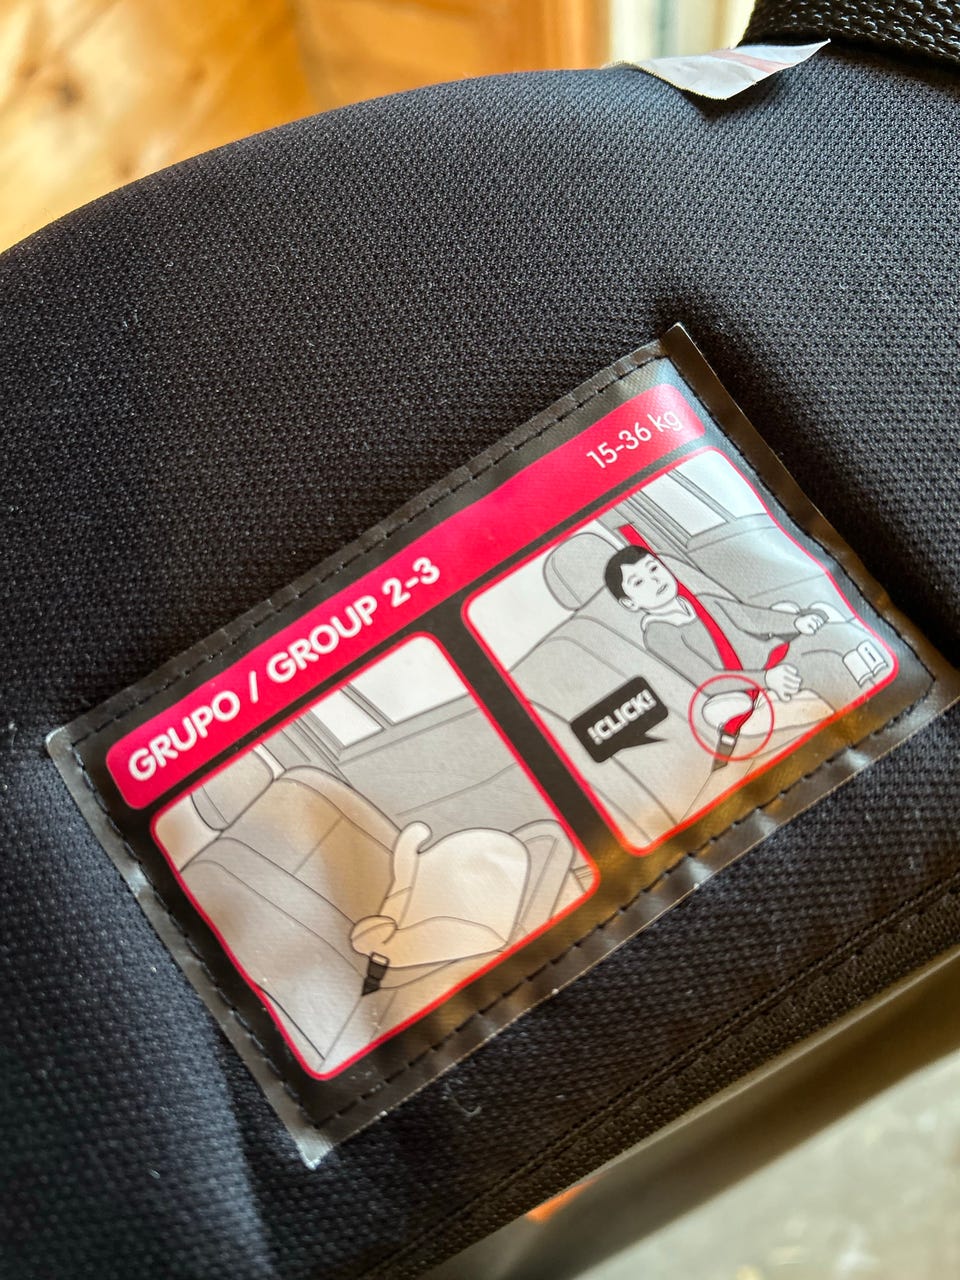 GRUPO / GROUP 2-3
15-36 kg
!CLICK!